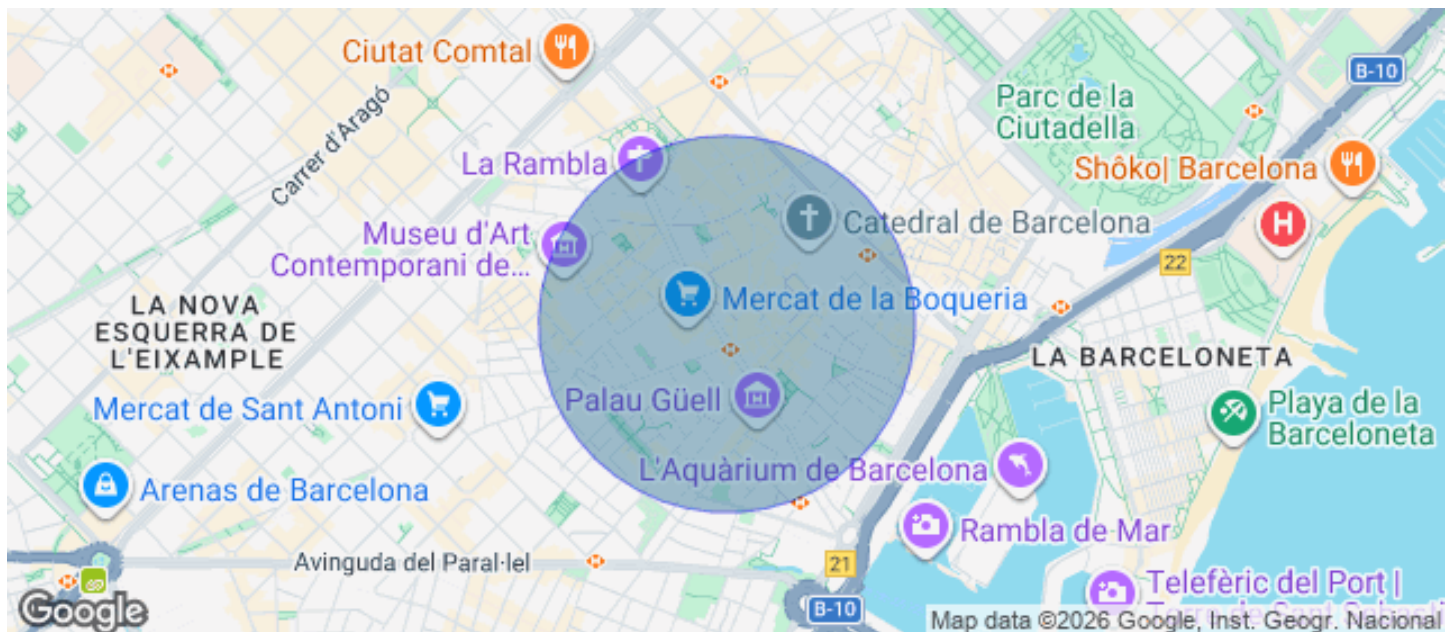 Ciutat Comtal
B-10
Parc de la
Ciutadella
Carrer d'Aragó
La Rambla
Shôko| Barcelona
Museu d'Art
Contemporani de...
Catedral de Barcelona
H
22
LA NOVA
ESQUERRA DE
L'EIXAMPLE
Mercat de la Boqueria
LA BARCELONETA
Mercat de Sant Antoni
Palau Güell
Playa de la
Barceloneta
L'Aquàrium de Barcelona
Arenas de Barcelona
Rambla de Mar
Avinguda del Paral·lel
21
Telefèric del Port |
B-10
Google
Map data ©2026 Google, Inst. Geogr. Nacional